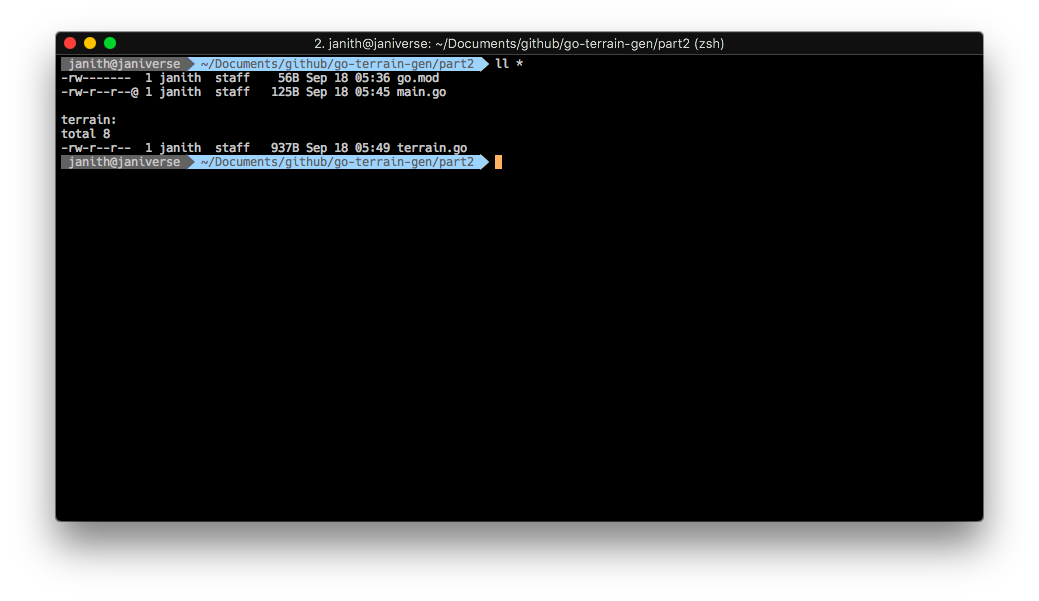 2. janith@janiverse: ~/Documents/github/go-terrain-gen/part2 (zsh)
janith@janiverse ~/Documents/github/go-terrain-gen/part2 ll *
-rw-------  1 janith  staff    56B Sep 18 05:36 go.mod
-rw-r--r--@ 1 janith  staff   125B Sep 18 05:45 main.go
terrain:
total 8
-rw-r--r--  1 janith  staff   937B Sep 18 05:49 terrain.go
janith@janiverse ~/Documents/github/go-terrain-gen/part2